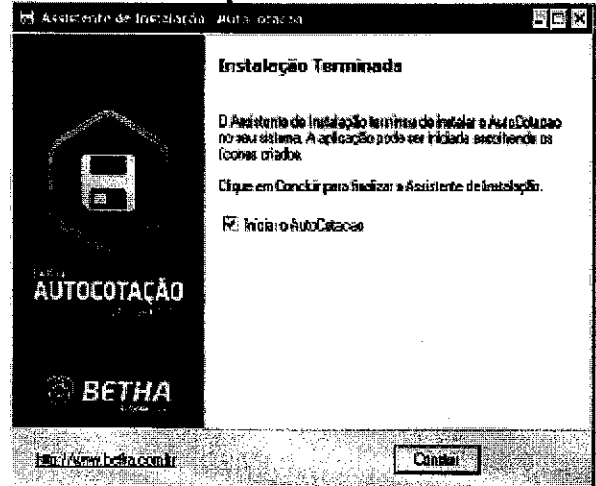 Assistente de Instalação AutoCotacao
Instalação Terminada
O Assistente de Instalação terminou de instalar o AutoCotacao
no seu sistema. A aplicação pode ser iniciada escolhendo os
ícones criados.
Clique em Concluir para finalizar o Assistente de Instalação.
Iniciar o AutoCotacao
AUTOCOTAÇÃO
BETHA
http://www.betha.com.br
Concluir